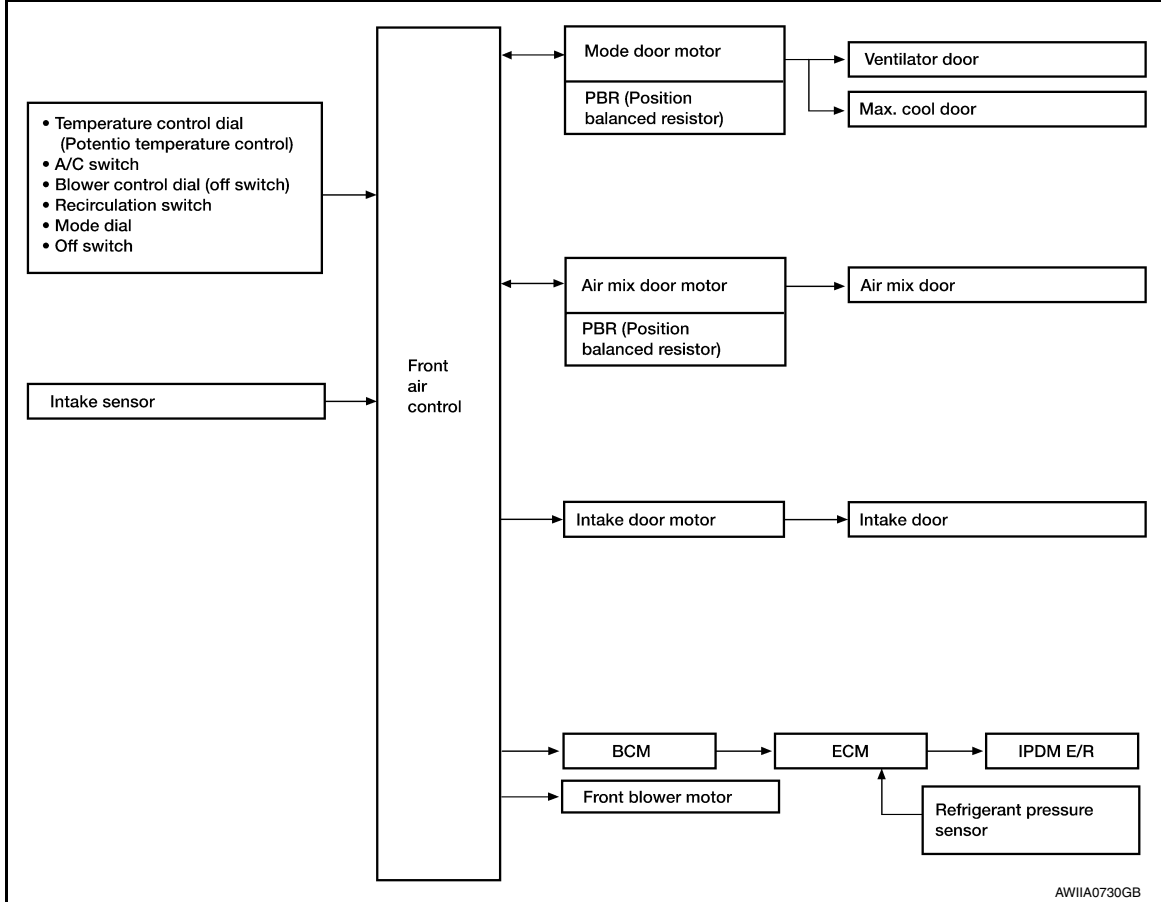 • Temperature control dial
(Potentio temperature control)
• A/C switch
• Blower control dial (off switch)
• Recirculation switch
• Mode dial
• Off switch
Intake sensor
Front
air
control
Mode door motor
PBR (Position
balanced resistor)
Ventilator door
Max. cool door
Air mix door motor
PBR (Position
balanced resistor)
Air mix door
Intake door motor
Intake door
BCM
ECM
IPDM E/R
Front blower motor
Refrigerant pressure
sensor
AWIIA0730GB